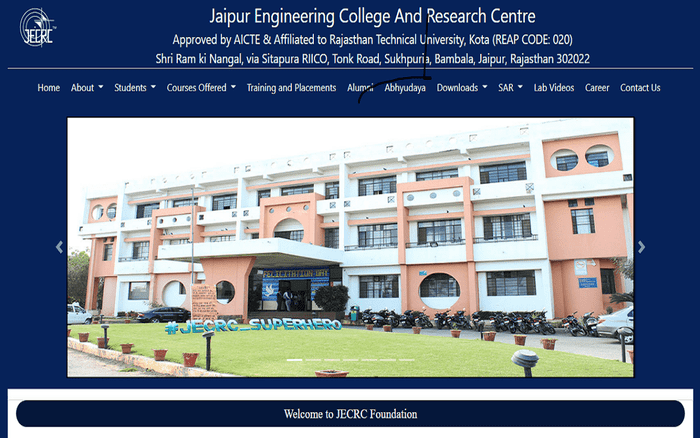 JECRC
Jaipur Engineering College And Research Centre
Approved by AICTE & Affiliated to Rajasthan Technical University, Kota (REAP CODE: 020)
Shri Ram ki Nangal, via Sitapura RIICO, Tonk Road, Sukhpuria, Bambala, Jaipur, Rajasthan 302022
Home About Students Courses Offered Training and Placements Alumni Abhyudaya Downloads SAR Lab Videos Career Contact Us
#JECRC_SUPERHERO
Welcome to JECRC Foundation